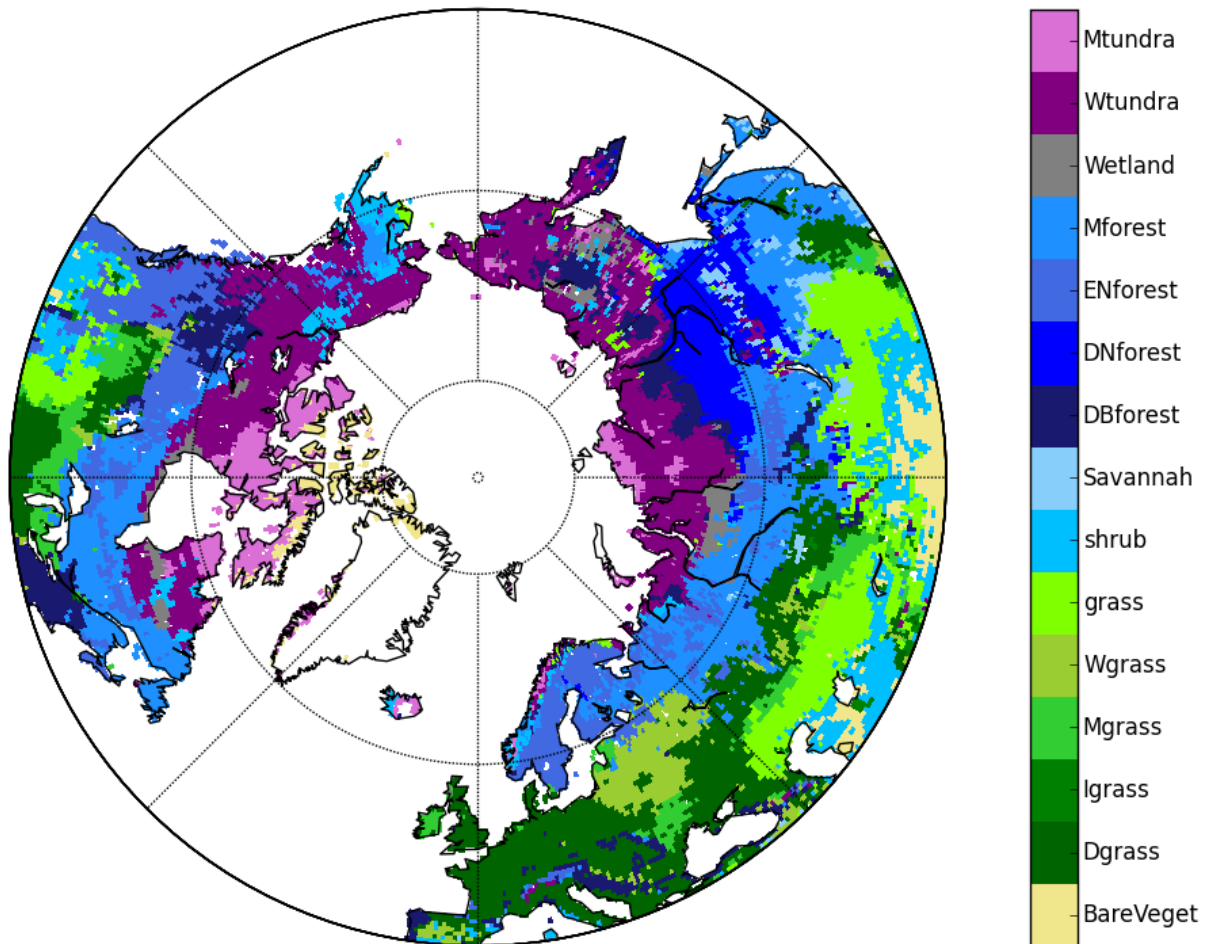 Mtundra
Wtundra
Wetland
Mforest
ENforest
DNforest
DBforest
Savannah
shrub
grass
Wgrass
Mgrass
Igrass
Dgrass
BareVeget